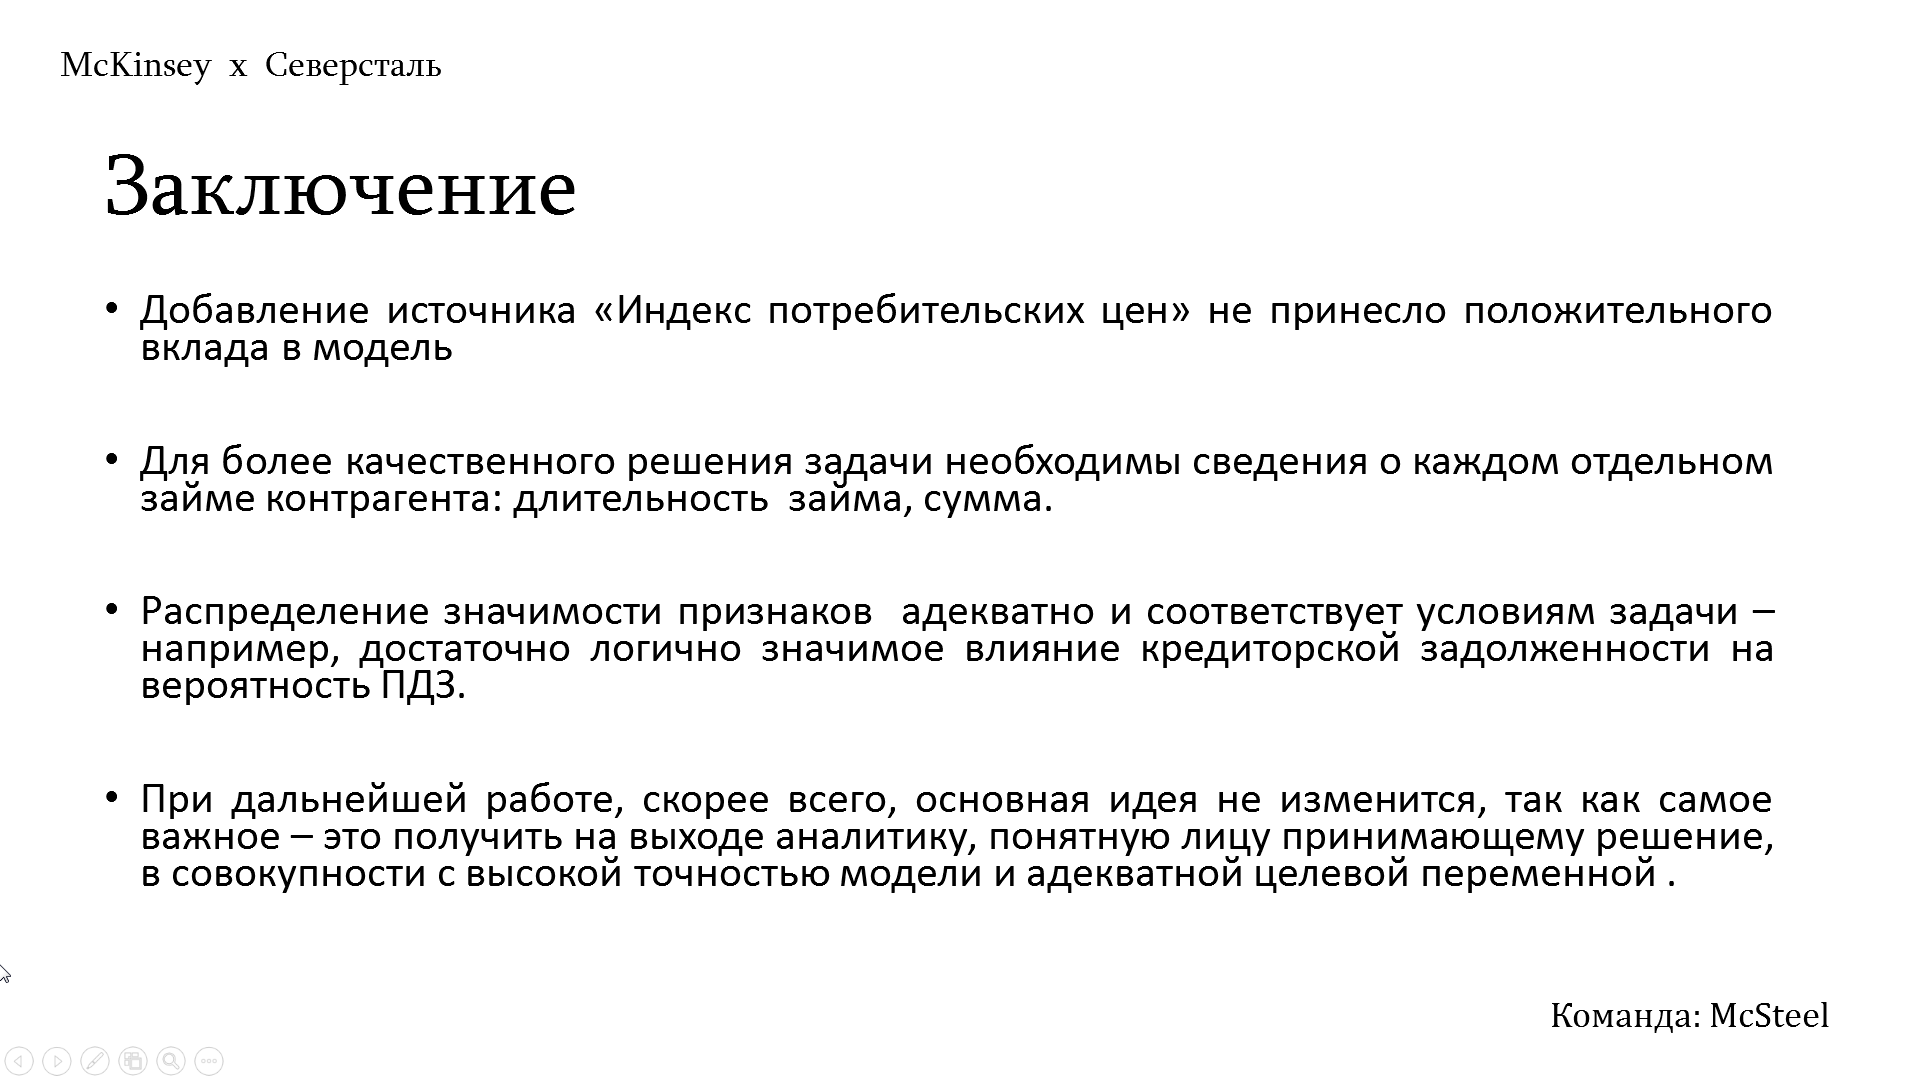 McKinsey x Северсталь
Заключение
• Добавление источника «Индекс потребительских цен» не принесло положительного
вклада в модель
• Для более качественного решения задачи необходимы сведения о каждом отдельном
займе контрагента: длительность займа, сумма.
• Распределение значимости признаков адекватно и соответствует условиям задачи –
например, достаточно логично значимое влияние кредиторской задолженности на
вероятность ПДЗ.
• При дальнейшей работе, скорее всего, основная идея не изменится, так как самое
важное – это получить на выходе аналитику, понятную лицу принимающему решение,
в совокупности с высокой точностью модели и адекватной целевой переменной .
Команда: McSteel